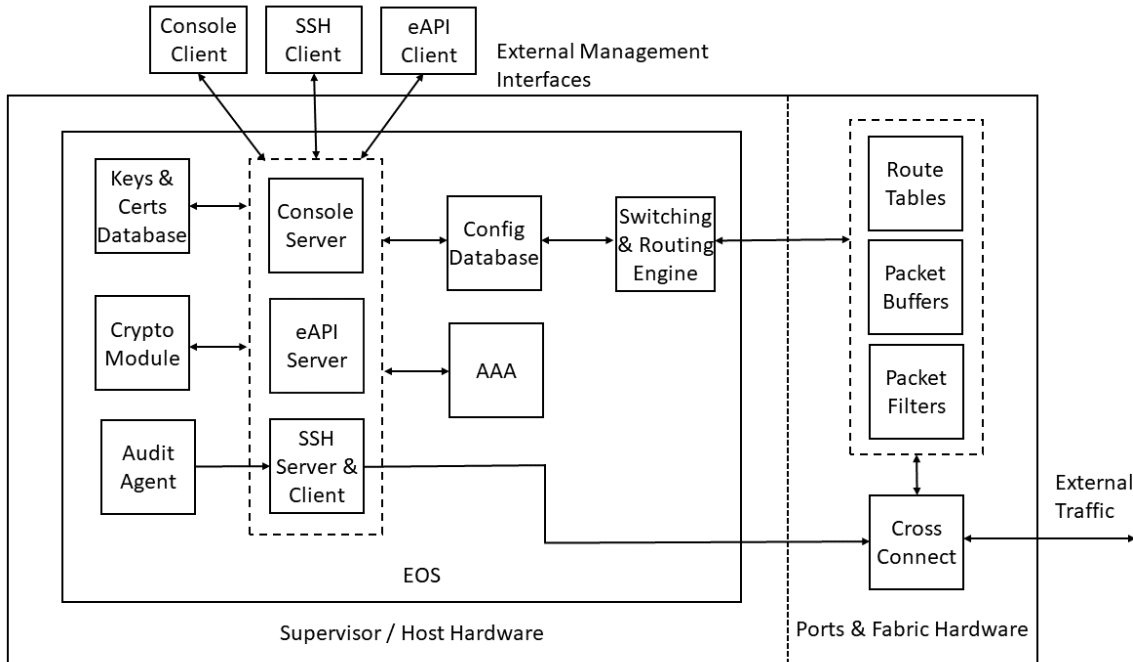 Console
Client
SSH
Client
eAPI
Client
External Management
Interfaces
Keys &
Certs
Database
Console
Server
Config
Database
Switching
& Routing
Engine
Route
Tables
Packet
Buffers
Packet
Filters
Crypto
Module
eAPI
Server
AAA
Audit
Agent
SSH
Server &
Client
Cross
Connect
External
Traffic
EOS
Supervisor / Host Hardware
Ports & Fabric Hardware